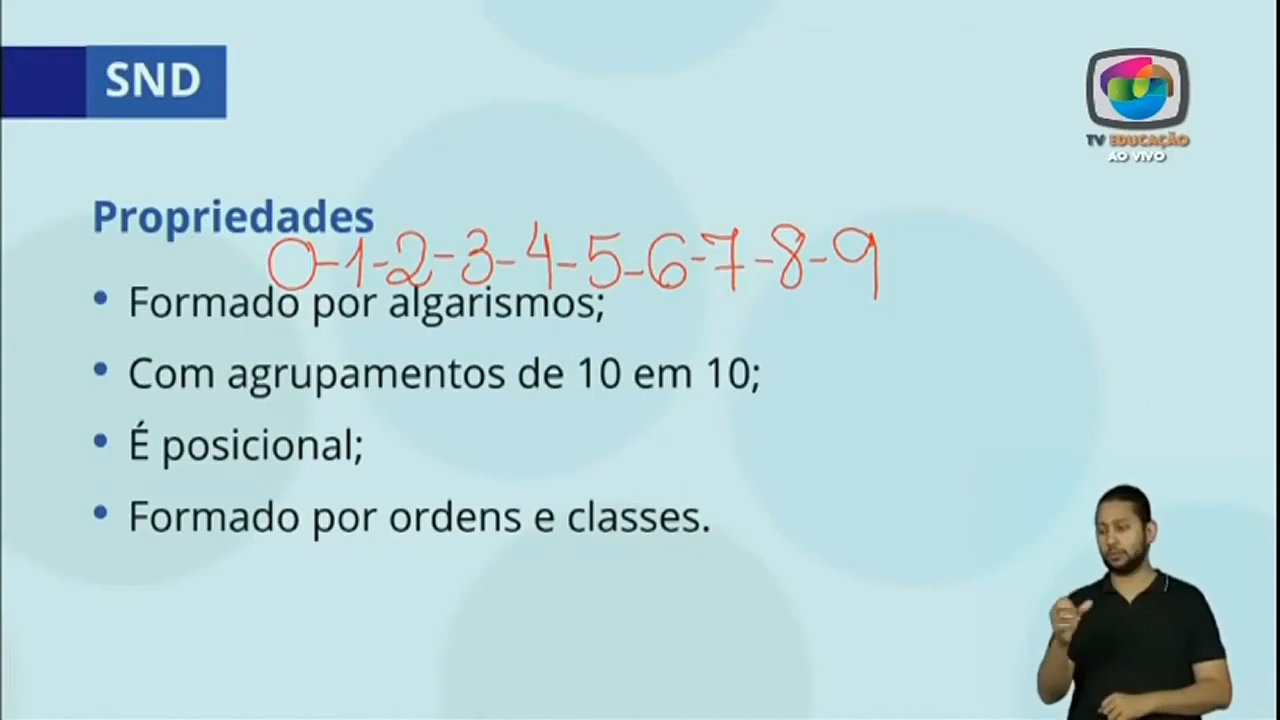 SND
TV EDUCAÇÃO
AO VIVO
Propriedades
0-1-2-3-4-5-6-7-8-9
• Formado por algarismos;
• Com agrupamentos de 10 em 10;
• É posicional;
• Formado por ordens e classes.